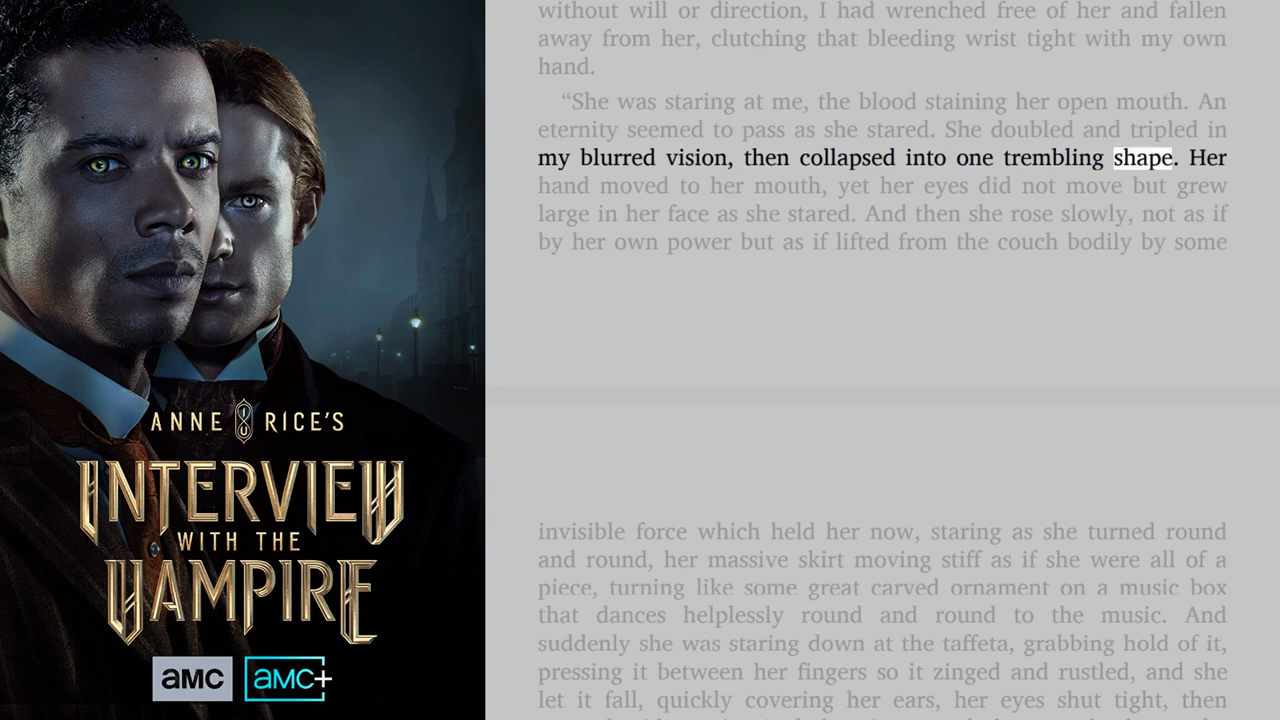 ANNE RICE'S
INTERVIEW
WITH THE
VAMPIRE
amc
amc+
without will or direction, I had wrenched free of her and fallen
away from her, clutching that bleeding wrist tight with my own
hand.
“She was staring at me, the blood staining her open mouth. An
eternity seemed to pass as she stared. She doubled and tripled in
my blurred vision, then collapsed into one trembling shape. Her
hand moved to her mouth, yet her eyes did not move but grew
large in her face as she stared. And then she rose slowly, not as if
by her own power but as if lifted from the couch bodily by some
invisible force which held her now, staring as she turned round
and round, her massive skirt moving stiff as if she were all of a
piece, turning like some great carved ornament on a music box
that dances helplessly round and round to the music. And
suddenly she was staring down at the taffeta, grabbing hold of it,
pressing it between her fingers so it zinged and rustled, and she
let it fall, quickly covering her ears, her eyes shut tight, then